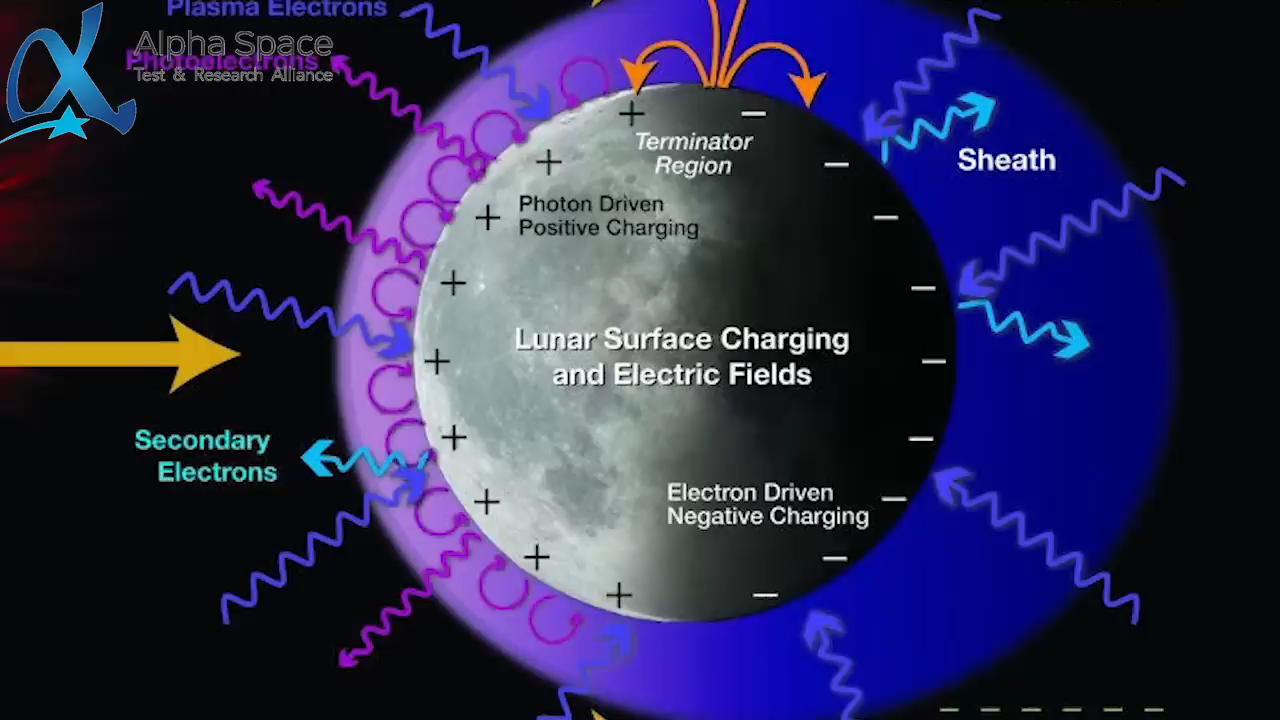 Plasma Electrons
Alpha Space
Photoelectrons
Test & Research Alliance
Terminator
Region
Sheath
Photon Driven
Positive Charging
Lunar Surface Charging
and Electric Fields
Secondary
Electrons
Electron Driven
Negative Charging